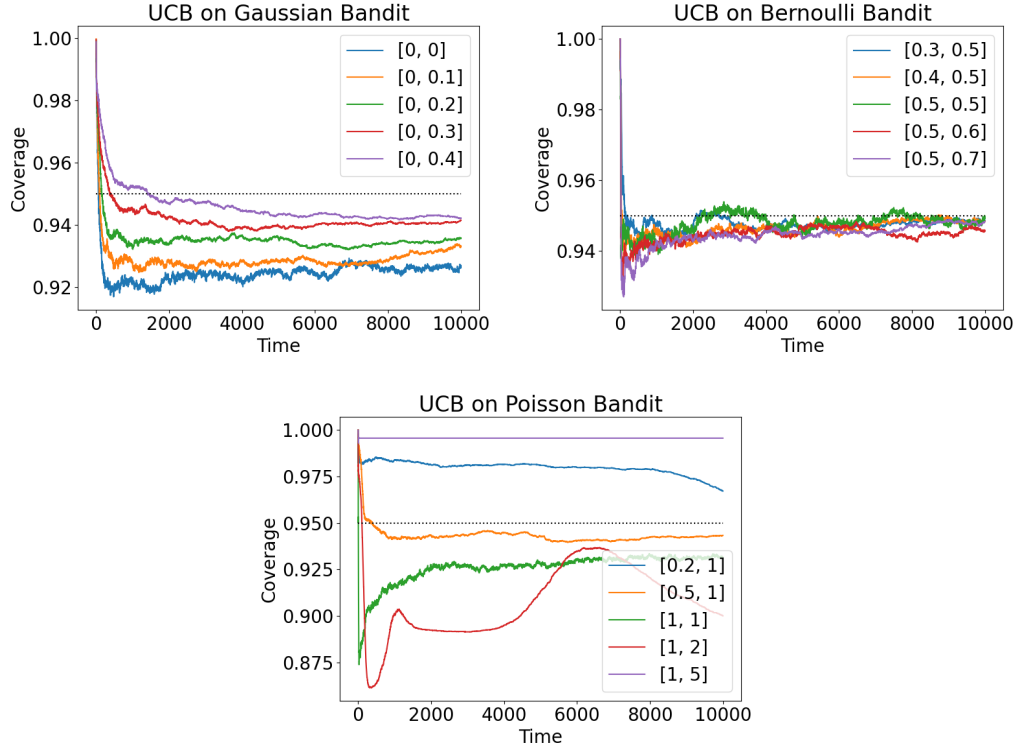 UCB on Gaussian Bandit
Coverage
1.00
0.98
0.96
0.94
0.92
[0, 0]
[0, 0.1]
[0, 0.2]
[0, 0.3]
[0, 0.4]
0 2000 4000 6000 8000 10000
Time
UCB on Bernoulli Bandit
Coverage
1.00
0.98
0.96
0.94
[0.3, 0.5]
[0.4, 0.5]
[0.5, 0.5]
[0.5, 0.6]
[0.5, 0.7]
0 2000 4000 6000 8000 10000
Time
UCB on Poisson Bandit
Coverage
1.000
0.975
0.950
0.925
0.900
0.875
[0.2, 1]
[0.5, 1]
[1, 1]
[1, 2]
[1, 5]
0 2000 4000 6000 8000 10000
Time